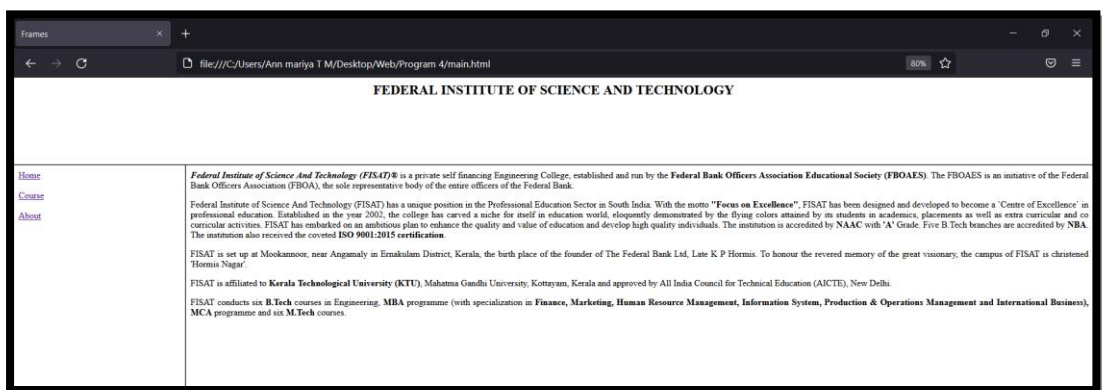 Frames
file:///C:/Users/Ann mariya T M/Desktop/Web/Program 4/main.html
80%
FEDERAL INSTITUTE OF SCIENCE AND TECHNOLOGY
Home
Course
About
Federal Institute of Science And Technology (FISAT)® is a private self financing Engineering College, established and run by the Federal Bank Officers Association Educational Society (FBOAES). The FBOAES is an initiative of the Federal
Bank Officers Association (FBOA), the sole representative body of the entire officers of the Federal Bank.
Federal Institute of Science And Technology (FISAT) has a unique position in the Professional Education Sector in South India. With the motto "Focus on Excellence", FISAT has been designed and developed to become a `Centre of Excellence` in
professional education. Established in the year 2002, the college has carved a niche for itself in education world, eloquently demonstrated by the flying colors attained by its students in academics, placements as well as extra curricular and co
curricular activities. FISAT has embarked on an ambitious plan to enhance the quality and value of education and develop high quality individuals. The institution is accredited by NAAC with 'A' Grade. Five B.Tech branches are accredited by NBA.
The institution also received the coveted ISO 9001:2015 certification.
FISAT is set up at Mookannoor, near Angamaly in Ernakulam District, Kerala, the birth place of the founder of The Federal Bank Ltd, Late K P Hormis. To honour the revered memory of the great visionary, the campus of FISAT is christened
'Hormis Nagar'.
FISAT is affiliated to Kerala Technological University (KTU), Mahatma Gandhi University, Kottayam, Kerala and approved by All India Council for Technical Education (AICTE), New Delhi.
FISAT conducts six B.Tech courses in Engineering, MBA programme (with specialization in Finance, Marketing, Human Resource Management, Information System, Production & Operations Management and International Business),
MCA programme and six M.Tech courses.